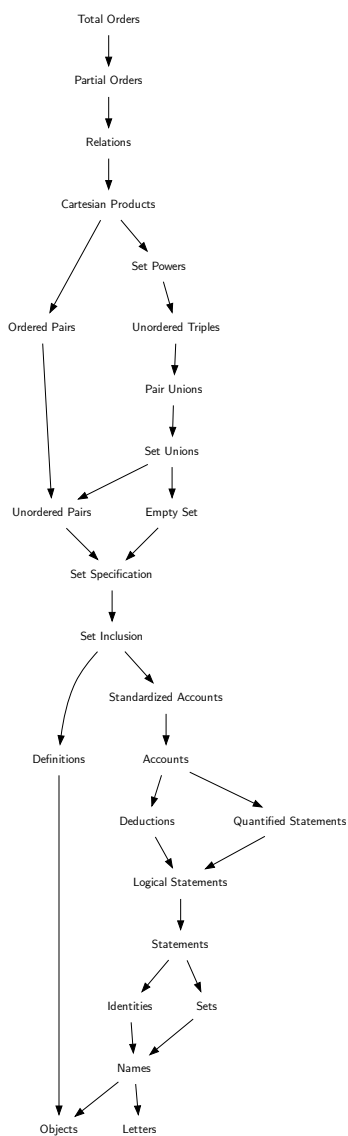 Total Orders
Partial Orders
Relations
Cartesian Products
Set Powers
Ordered Pairs
Unordered Triples
Pair Unions
Set Unions
Unordered Pairs
Empty Set
Set Specification
Set Inclusion
Standardized Accounts
Definitions
Accounts
Deductions
Quantified Statements
Logical Statements
Statements
Identities
Sets
Names
Objects
Letters